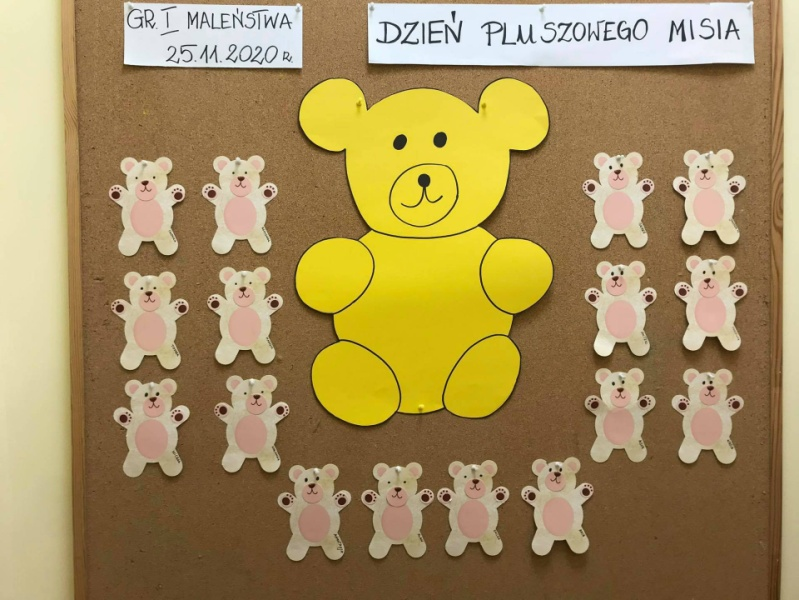 GR. I MALEŃSTWA
25.11.2020 R.
DZIEŃ PLUSZOWEGO MISIA